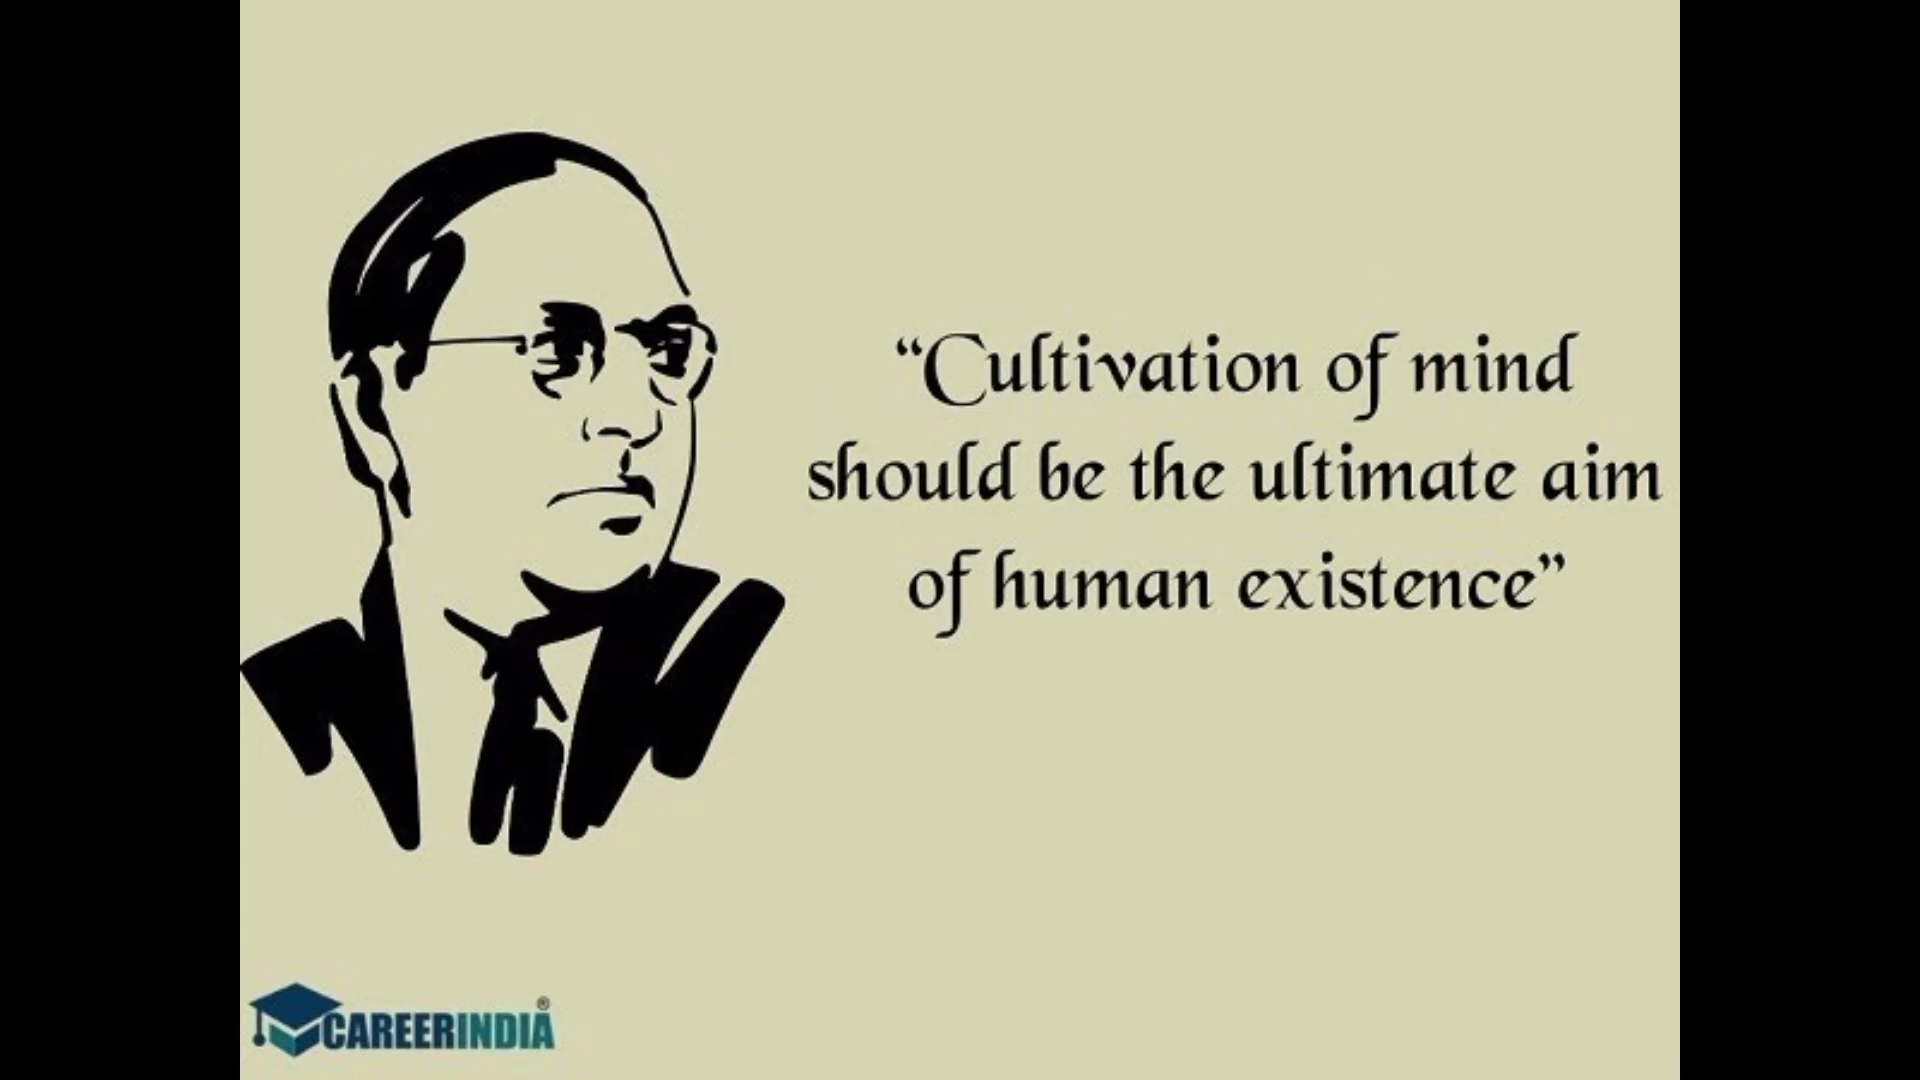 “Cultivation of mind
should be the ultimate aim
of human existence”
CAREERINDIA®